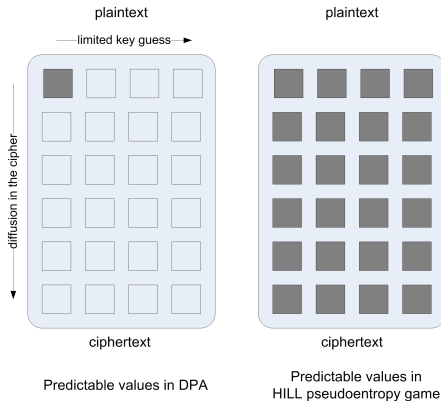 plaintext
limited key guess
diffusion in the cipher
ciphertext
Predictable values in DPA
plaintext
ciphertext
Predictable values in
HILL pseudoentropy game